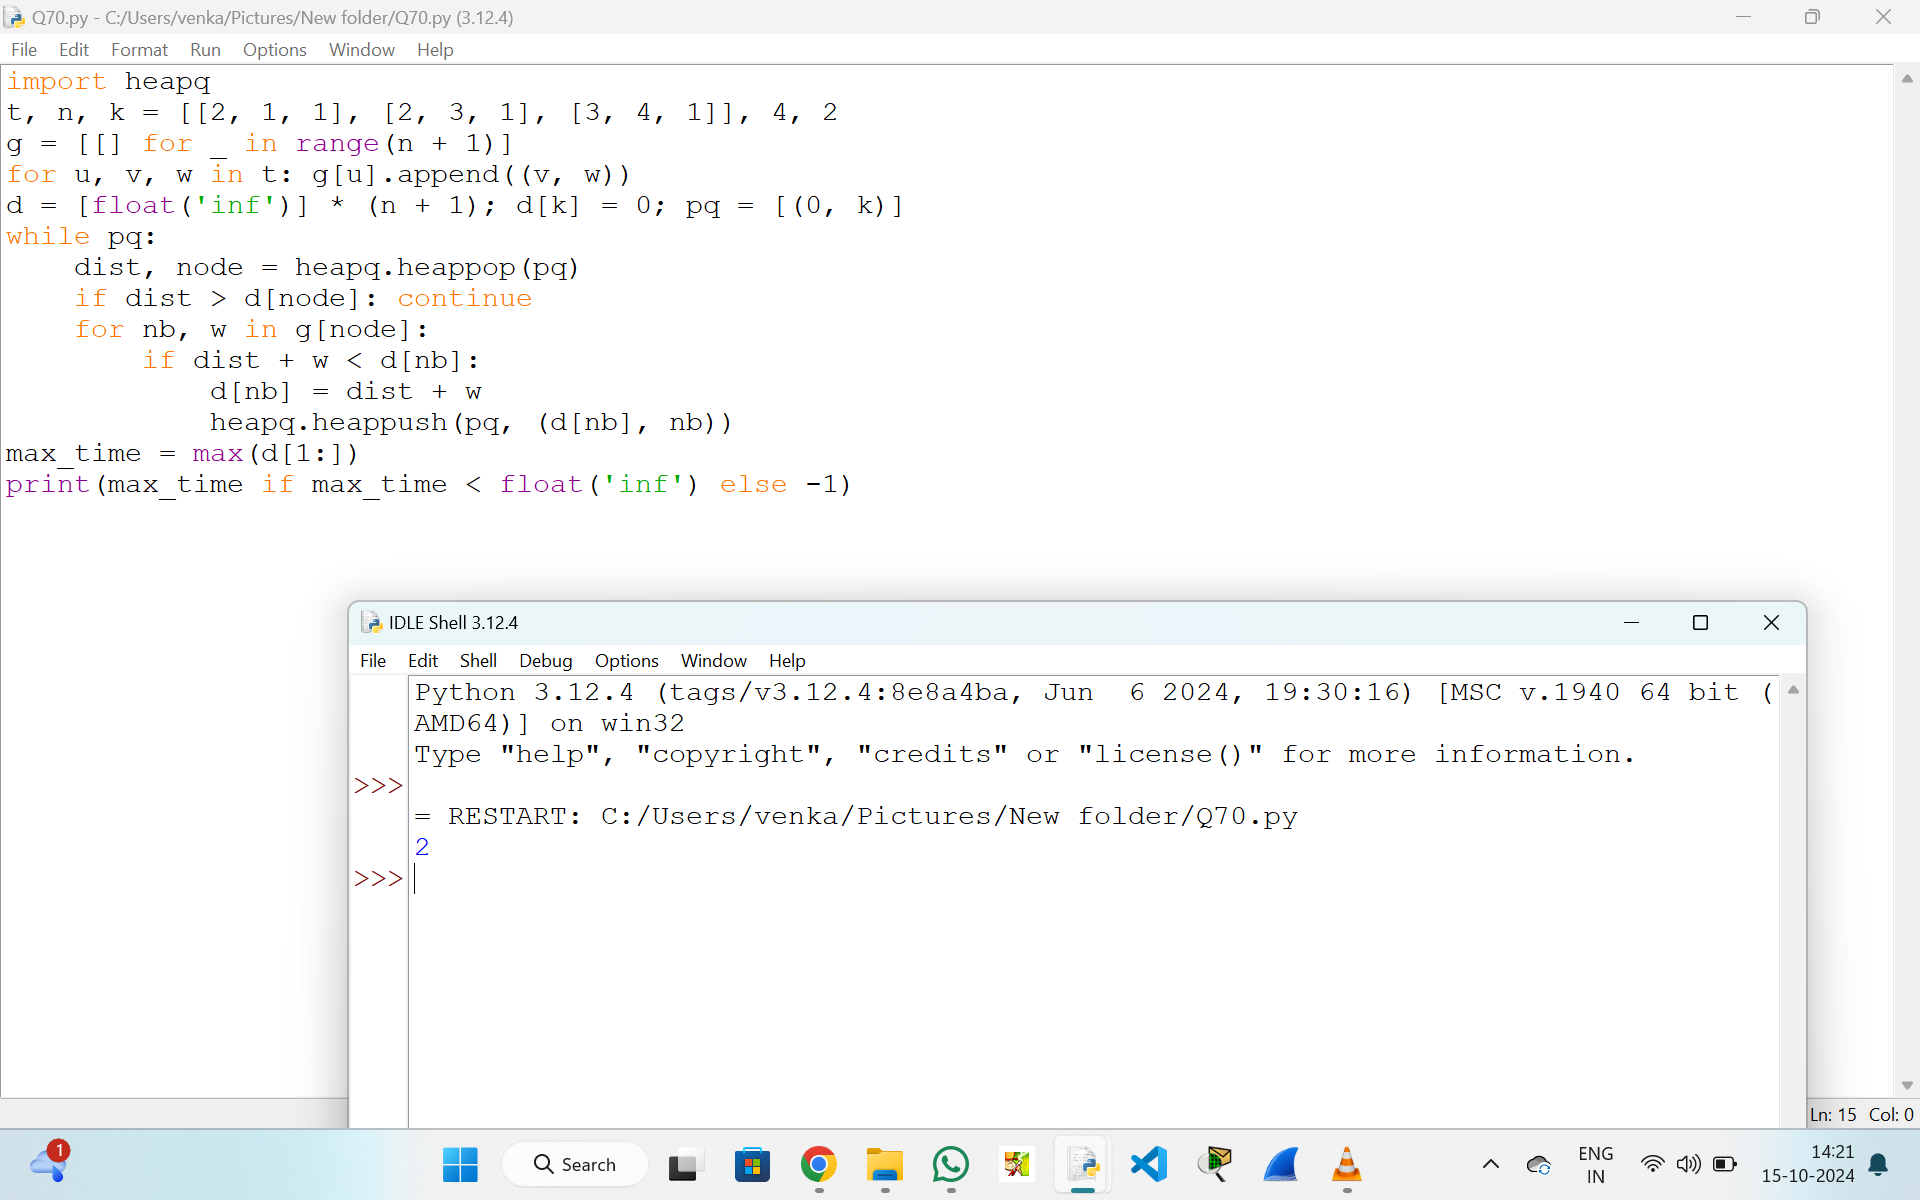 Q70.py - C:/Users/venka/Pictures/New folder/Q70.py (3.12.4)
File Edit Format Run Options Window Help
import heapq
t, n, k = [[2, 1, 1], [2, 3, 1], [3, 4, 1]], 4, 2
g = [[] for _ in range(n + 1)]
for u, v, w in t: g[u].append((v, w))
d = [float('inf')] * (n + 1); d[k] = 0; pq = [(0, k)]
while pq:
    dist, node = heapq.heappop(pq)
    if dist > d[node]: continue
    for nb, w in g[node]:
        if dist + w < d[nb]:
            d[nb] = dist + w
            heapq.heappush(pq, (d[nb], nb))
max_time = max(d[1:])
print(max_time if max_time < float('inf') else -1)
IDLE Shell 3.12.4
File Edit Shell Debug Options Window Help
Python 3.12.4 (tags/v3.12.4:8e8a4ba, Jun  6 2024, 19:30:16) [MSC v.1940 64 bit (
AMD64)] on win32
Type "help", "copyright", "credits" or "license()" for more information.
>>>
= RESTART: C:/Users/venka/Pictures/New folder/Q70.py
2
>>>
Ln: 15 Col: 0
1
Search
ENG
IN
14:21
15-10-2024